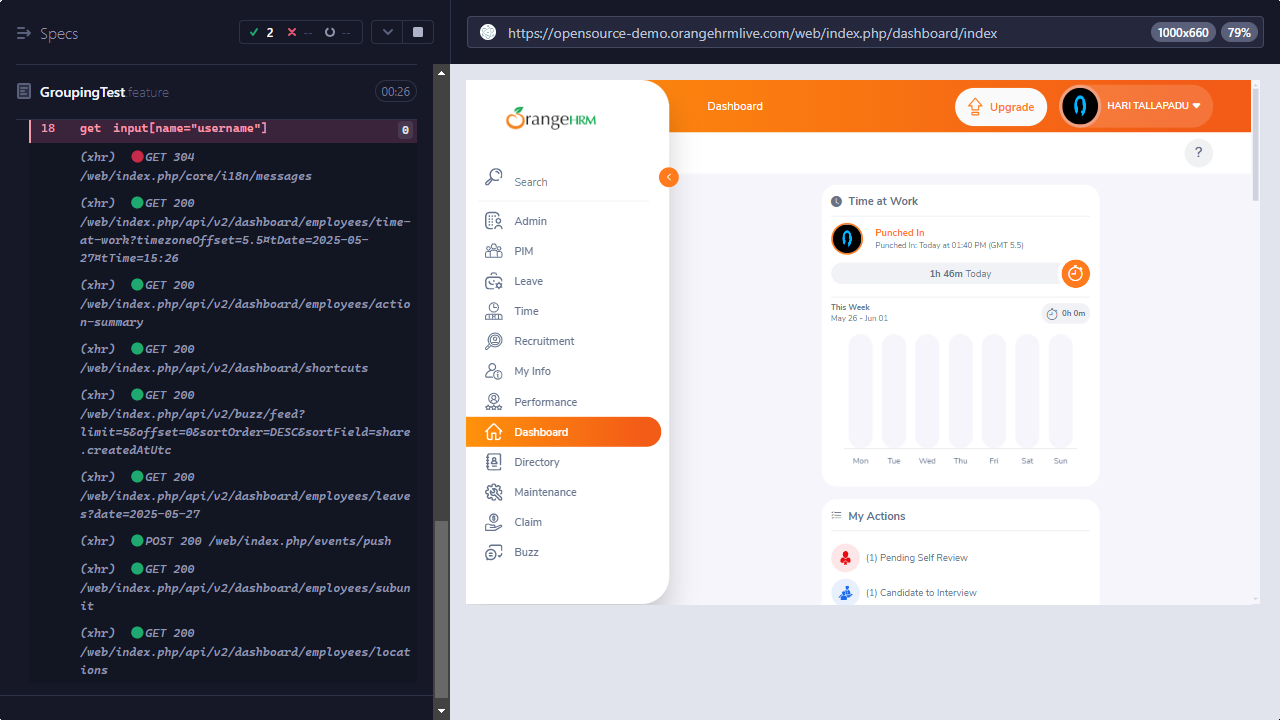 Specs
2
--
--
GroupingTest.feature
00:26
18 get input[name="username"] 0
(xhr) GET 304
/web/index.php/core/i18n/messages
(xhr) GET 200
/web/index.php/api/v2/dashboard/employees/time-
at-work?timezoneOffset=5.5¤tDate=2025-05-
27¤tTime=15:26
(xhr) GET 200
/web/index.php/api/v2/dashboard/employees/actio
n-summary
(xhr) GET 200
/web/index.php/api/v2/dashboard/shortcuts
(xhr) GET 200
/web/index.php/api/v2/buzz/feed?
limit=5&offset=0&sortOrder=DESC&sortField=share
.createdAtUtc
(xhr) GET 200
/web/index.php/api/v2/dashboard/employees/leave
s?date=2025-05-27
(xhr) POST 200 /web/index.php/events/push
(xhr) GET 200
/web/index.php/api/v2/dashboard/employees/subun
it
(xhr) GET 200
/web/index.php/api/v2/dashboard/employees/locat
ions
https://opensource-demo.orangehrmlive.com/web/index.php/dashboard/index
1000x660
79%
OrangeHRM
Dashboard
Upgrade
HARI TALLAPADU
?
Search
Admin
PIM
Leave
Time
Recruitment
My Info
Performance
Dashboard
Directory
Maintenance
Claim
Buzz
Time at Work
Punched In
Punched In: Today at 01:40 PM (GMT 5.5)
1h 46m Today
This Week
May 26 - Jun 01
0h 0m
Mon Tue Wed Thu Fri Sat Sun
My Actions
(1) Pending Self Review
(1) Candidate to Interview